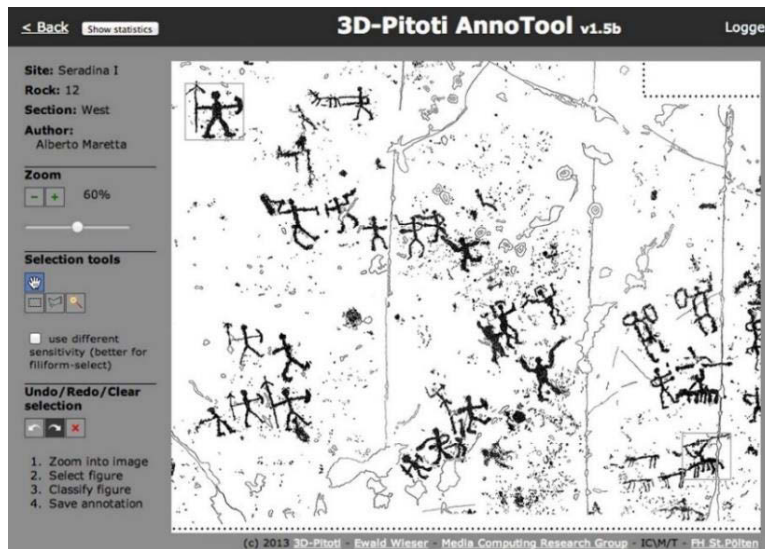 < Back Show statistics 3D-Pitoti AnnoTool v1.5b Logge
Site: Seradina I
Rock: 12
Section: West
Author:
Alberto Maretta
Zoom
- + 60%
Selection tools
use different
sensitivity (better for
filiform-select)
Undo/Redo/Clear
selection
1. Zoom into image
2. Select figure
3. Classify figure
4. Save annotation
(c) 2013 3D-Pitoti - Ewald Wieser - Media Computing Research Group - IC\M/T - FH St.Pölten